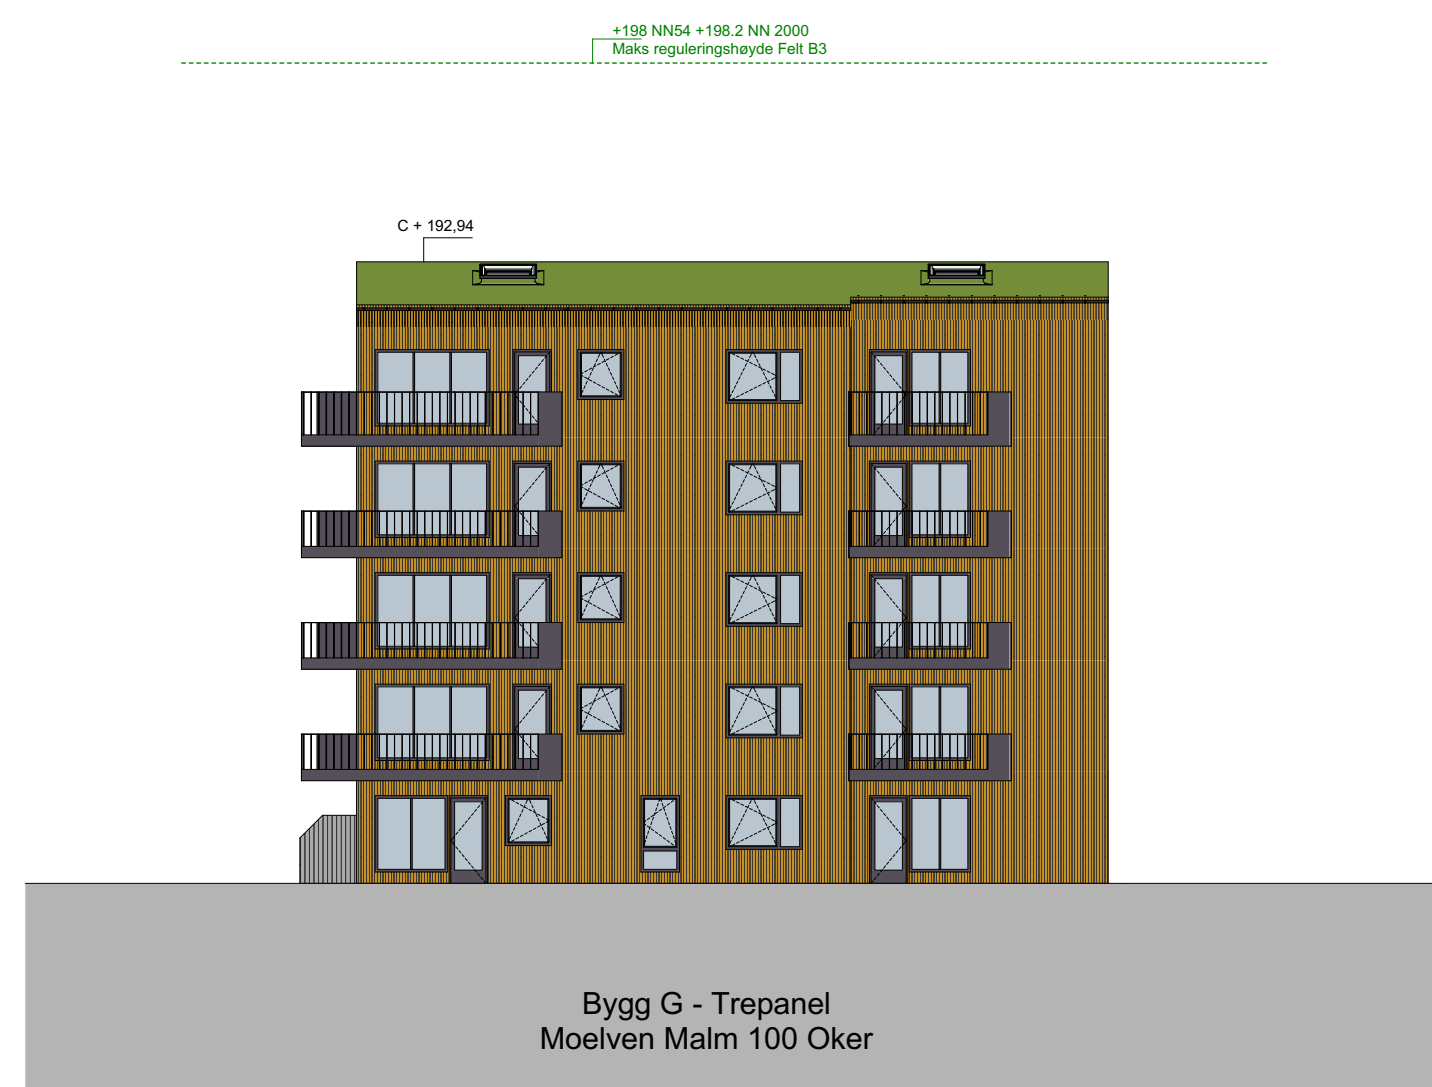 +198 NN54 +198.2 NN 2000
Maks reguleringshøyde Felt B3
C + 192,94
Bygg G - Trepanel
Moelven Malm 100 Oker